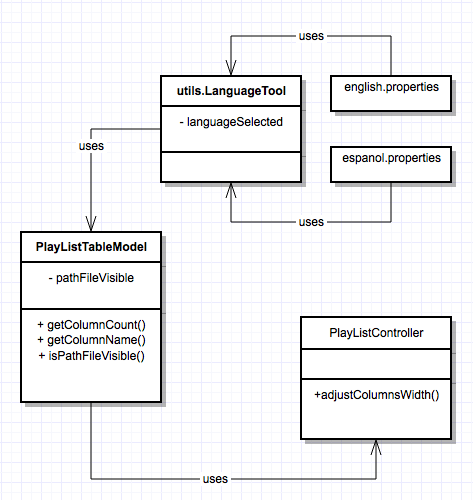 uses
utils.LanguageTool
english.properties
- languageSelected
uses
espanol.properties
uses
PlayListTableModel
- pathFileVisible
+ getColumnCount()
+ getColumnName()
+ isPathFileVisible()
PlayListController
+adjustColumnsWidth()
uses